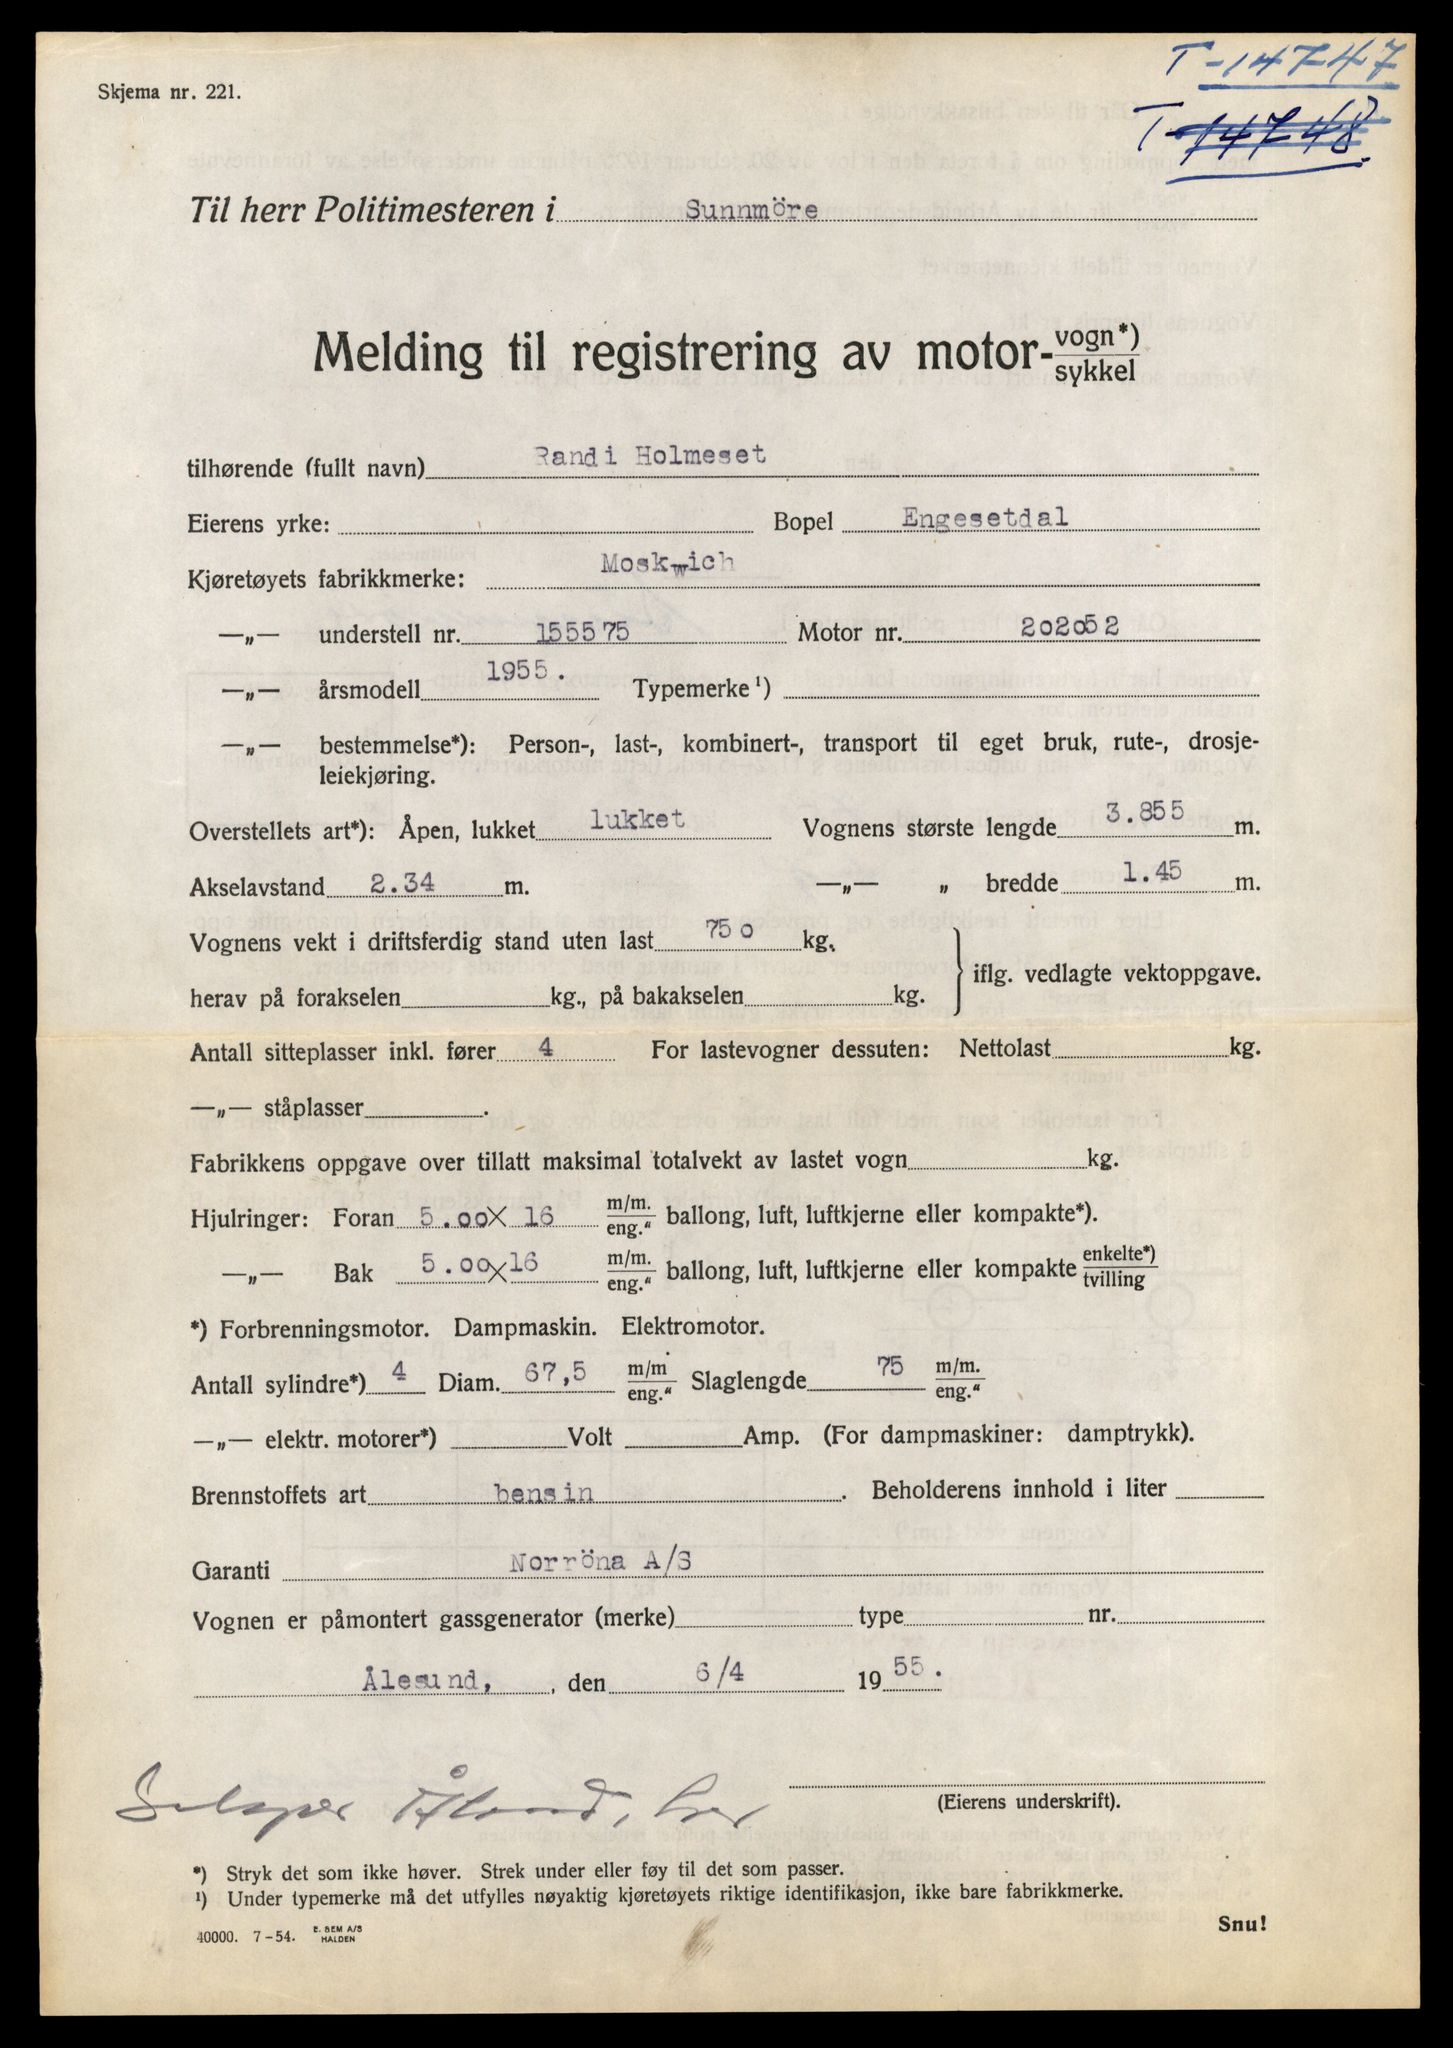 T-14747
Skjema nr. 221.
T-14748
Til herr Politimesteren i Sunnmöre
Melding til registrering av motor-vogn*)
sykkel
tilhørende (fullt navn) Randi Holmeset
Eierens yrke: Bopel Engesetdal
Kjøretøyets fabrikkmerke: Moskwich
—„— understell nr. 155575 Motor nr. 202052
—„— årsmodell 1955. Typemerke ¹)
—„— bestemmelse*): Person-, last-, kombinert-, transport til eget bruk, rute-, drosje-
leiekjøring.
Overstellets art*): Åpen, lukket lukket Vognens største lengde 3.855 m.
Akselavstand 2.34 m. —„— „ bredde 1.45 m.
Vognens vekt i driftsferdig stand uten last 750 kg.
iflg. vedlagte vektoppgave.
herav på forakselen kg., på bakakselen kg.
Antall sitteplasser inkl. fører 4 For lastevogner dessuten: Nettolast kg.
—„— ståplasser .
Fabrikkens oppgave over tillatt maksimal totalvekt av lastet vogn kg.
Hjulringer: Foran 5.00X 16 m/m. eng.“ ballong, luft, luftkjerne eller kompakte*).
—„— Bak 5.00X16 m/m. eng.“ ballong, luft, luftkjerne eller kompakte enkelte*) tvilling
*) Forbrenningsmotor. Dampmaskin. Elektromotor.
Antall sylindre*) 4 Diam. 67,5 m/m eng.“ Slaglengde 75 m/m. eng.“
—„— elektr. motorer*) Volt Amp. (For dampmaskiner: damptrykk).
Brennstoffets art bensin . Beholderens innhold i liter
Garanti Norröna A/S
Vognen er påmontert gassgenerator (merke) type nr.
Ålesund, , den 6/4 1955.
(Eierens underskrift).
*) Stryk det som ikke høver. Strek under eller føy til det som passer.
¹) Under typemerke må det utfylles nøyaktig kjøretøyets riktige identifikasjon, ikke bare fabrikkmerke.
Snu!
40000. 7-54. E. SEM A/S
HALDEN